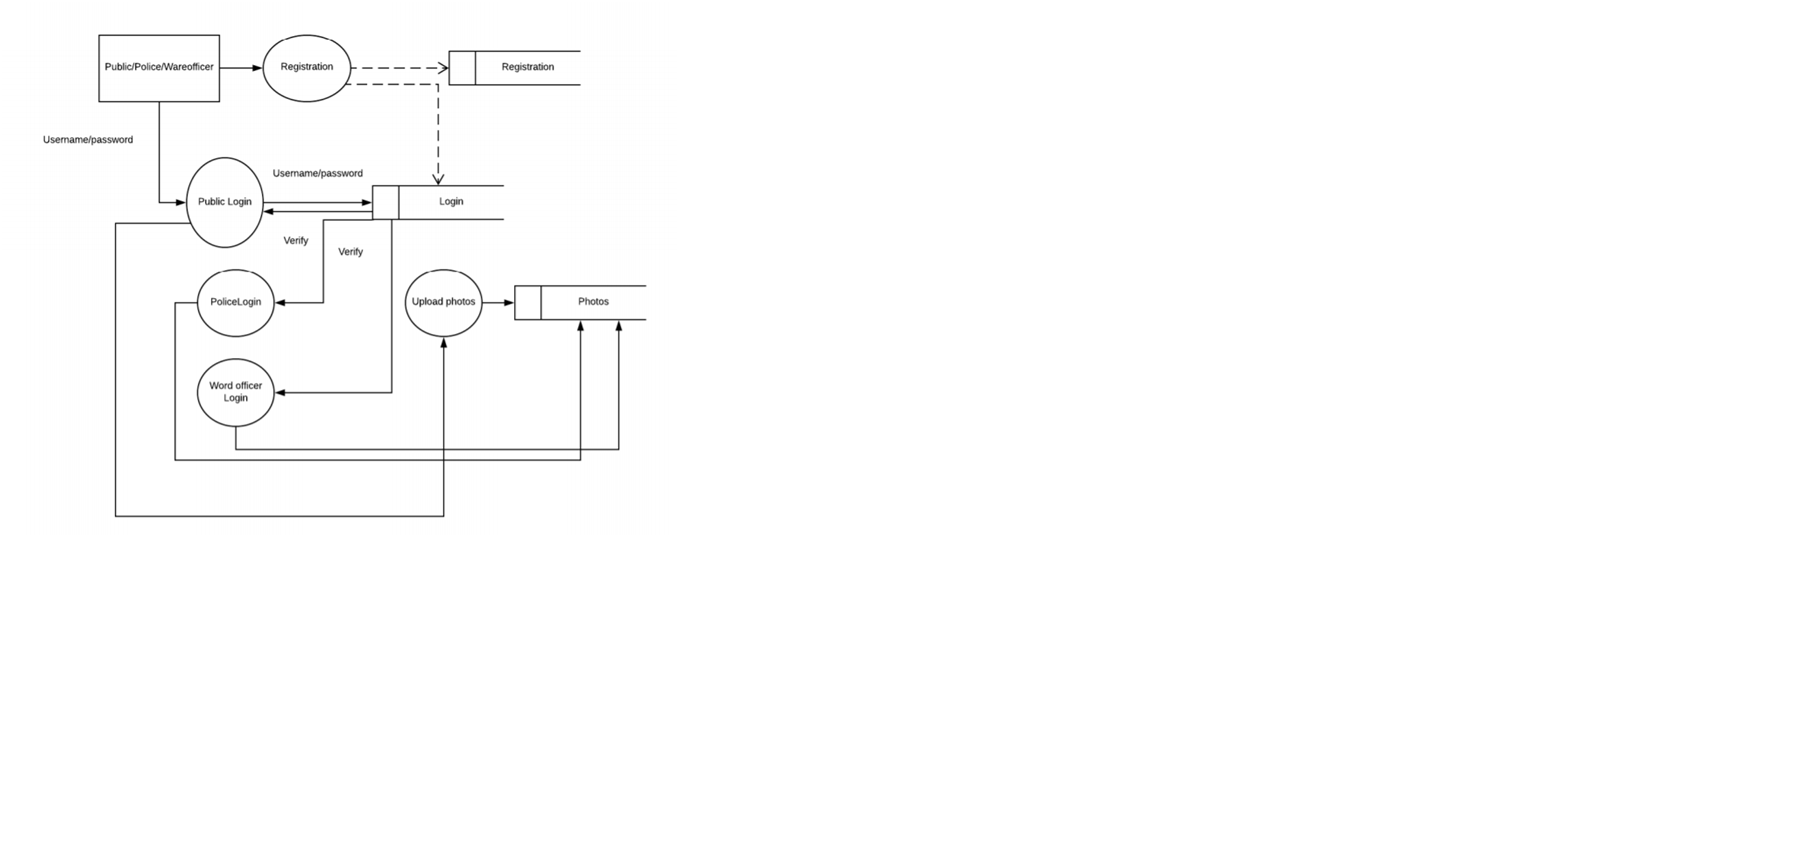 Public/Police/Wareofficer
Registration
Registration
Username/password
Username/password
Public Login
Login
Verify
Verify
PoliceLogin
Upload photos
Photos
Word officer
Login